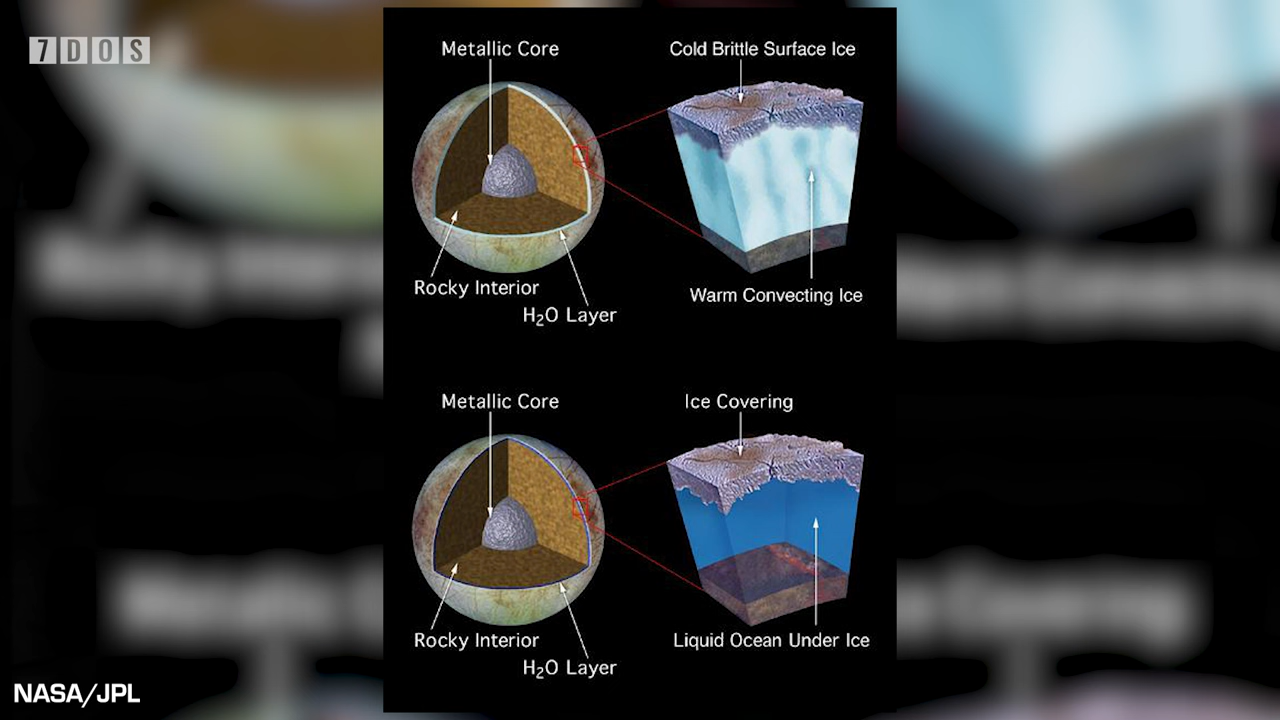 7DOS
Metallic Core
Cold Brittle Surface Ice
Rocky Interior
H₂O Layer
Warm Convecting Ice
Metallic Core
Ice Covering
Rocky Interior
H₂O Layer
Liquid Ocean Under Ice
NASA/JPL